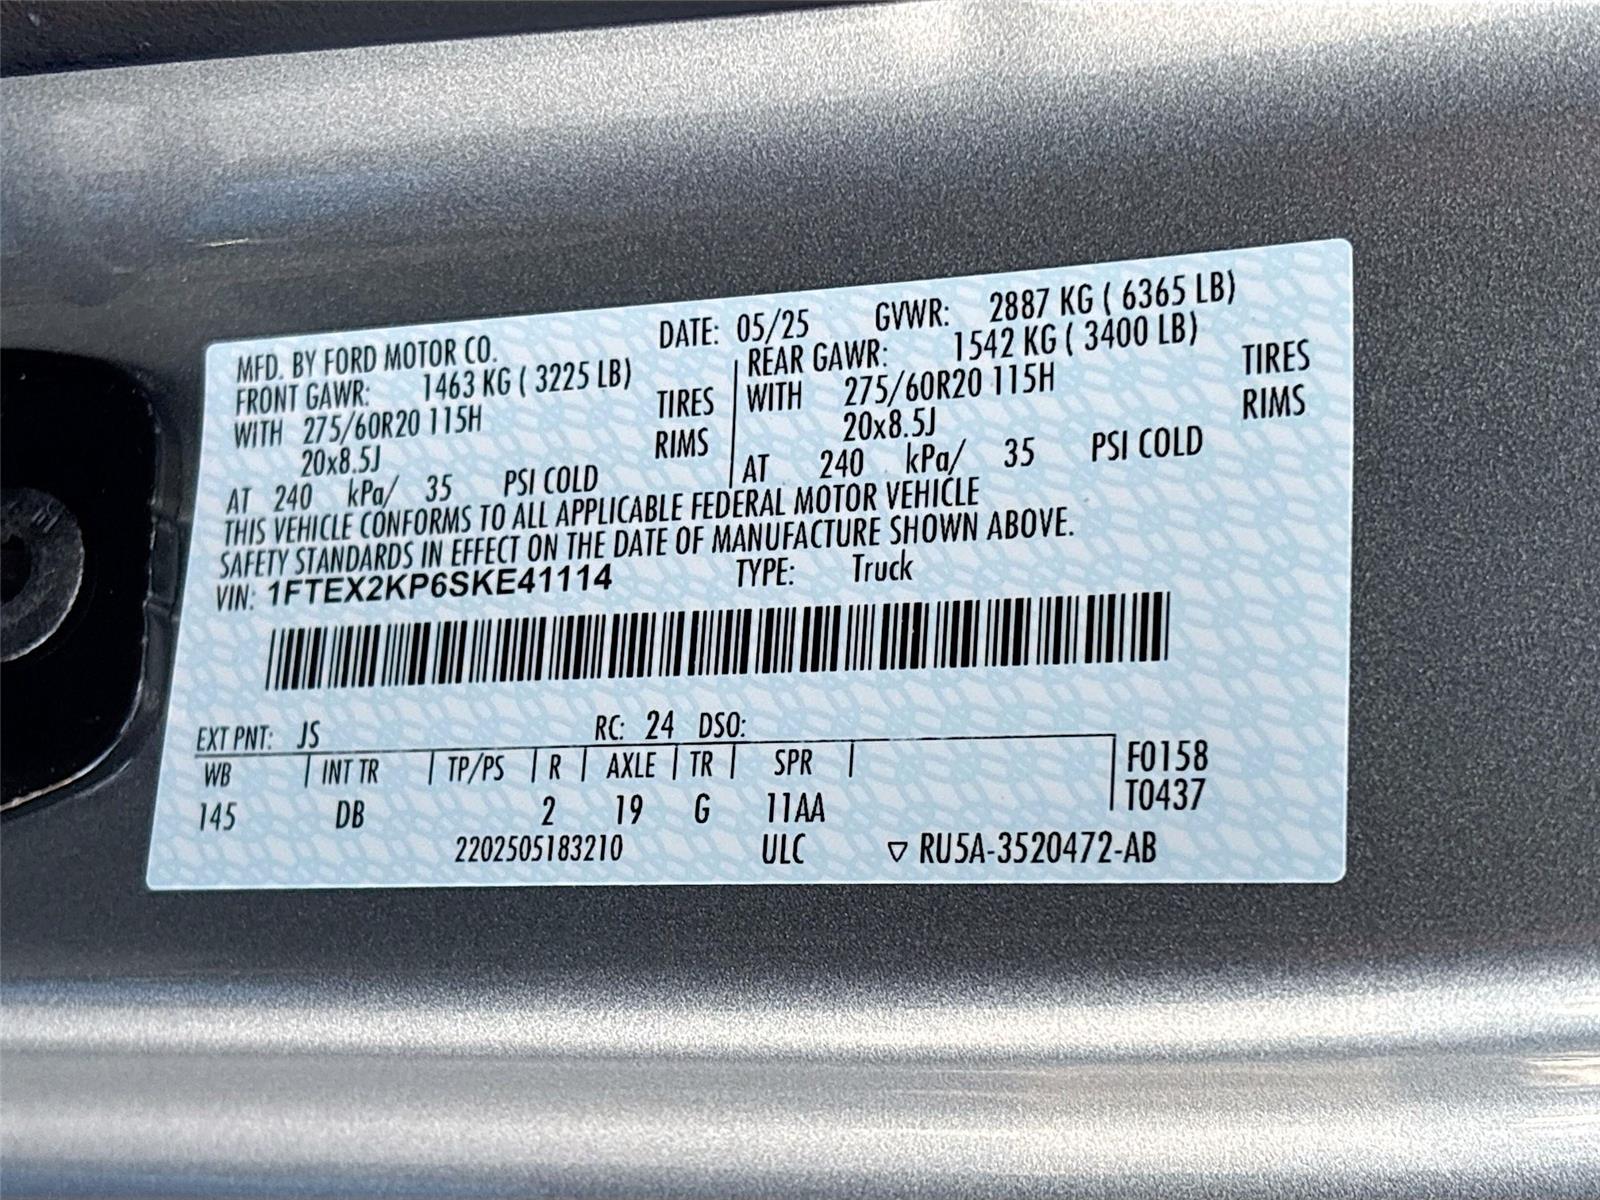 MFD. BY FORD MOTOR CO. DATE: 05/25 GVWR: 2887 KG ( 6365 LB)
FRONT GAWR: 1463 KG ( 3225 LB) REAR GAWR: 1542 KG ( 3400 LB)
WITH 275/60R20 115H TIRES WITH 275/60R20 115H TIRES
20x8.5J RIMS 20x8.5J RIMS
AT 240 kPa/ 35 PSI COLD AT 240 kPa/ 35 PSI COLD
THIS VEHICLE CONFORMS TO ALL APPLICABLE FEDERAL MOTOR VEHICLE
SAFETY STANDARDS IN EFFECT ON THE DATE OF MANUFACTURE SHOWN ABOVE.
VIN: 1FTEX2KP6SKE41114 TYPE: Truck
EXT PNT: JS RC: 24 DSO:
WB INT TR TP/PS R AXLE TR SPR F0158
145 DB 2 19 G 11AA T0437
2202505183210 ULC ▽ RU5A-3520472-AB